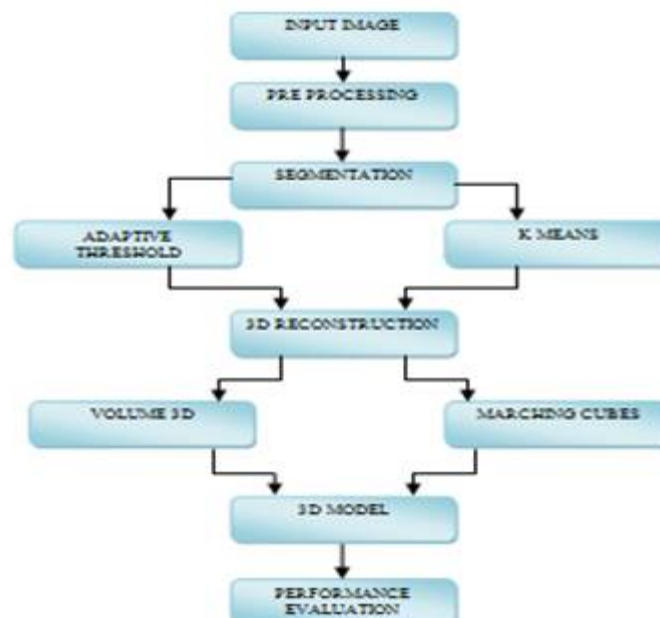 INPUT IMAGE
PRE PROCESSING
SEGMENTATION
ADAPTIVE
THRESHOLD
K MEANS
3D RECONSTRUCTION
VOLUME 3D
MARCHING CUBES
3D MODEL
PERFORMANCE
EVALUATION